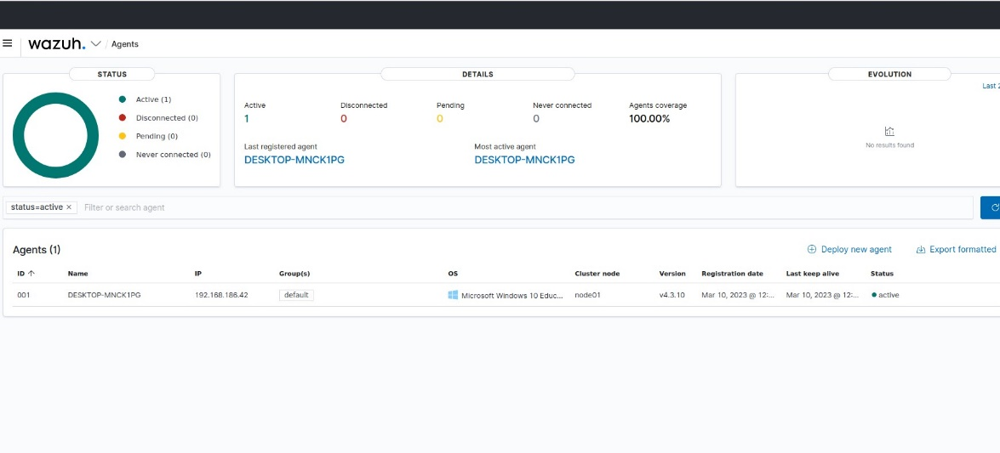 wazuh. / Agents
STATUS
Active (1)
Disconnected (0)
Pending (0)
Never connected (0)
DETAILS
Active Disconnected Pending Never connected Agents coverage
1 0 0 0 100.00%
Last registered agent Most active agent
DESKTOP-MNCK1PG DESKTOP-MNCK1PG
EVOLUTION
Last 2
No results found
status=active × Filter or search agent
Agents (1) Deploy new agent Export formatted
ID ↑ Name IP Group(s) OS Cluster node Version Registration date Last keep alive Status
001 DESKTOP-MNCK1PG 192.168.186.42 default Microsoft Windows 10 Educ... node01 v4.3.10 Mar 10, 2023 @ 12:... Mar 10, 2023 @ 12:... active